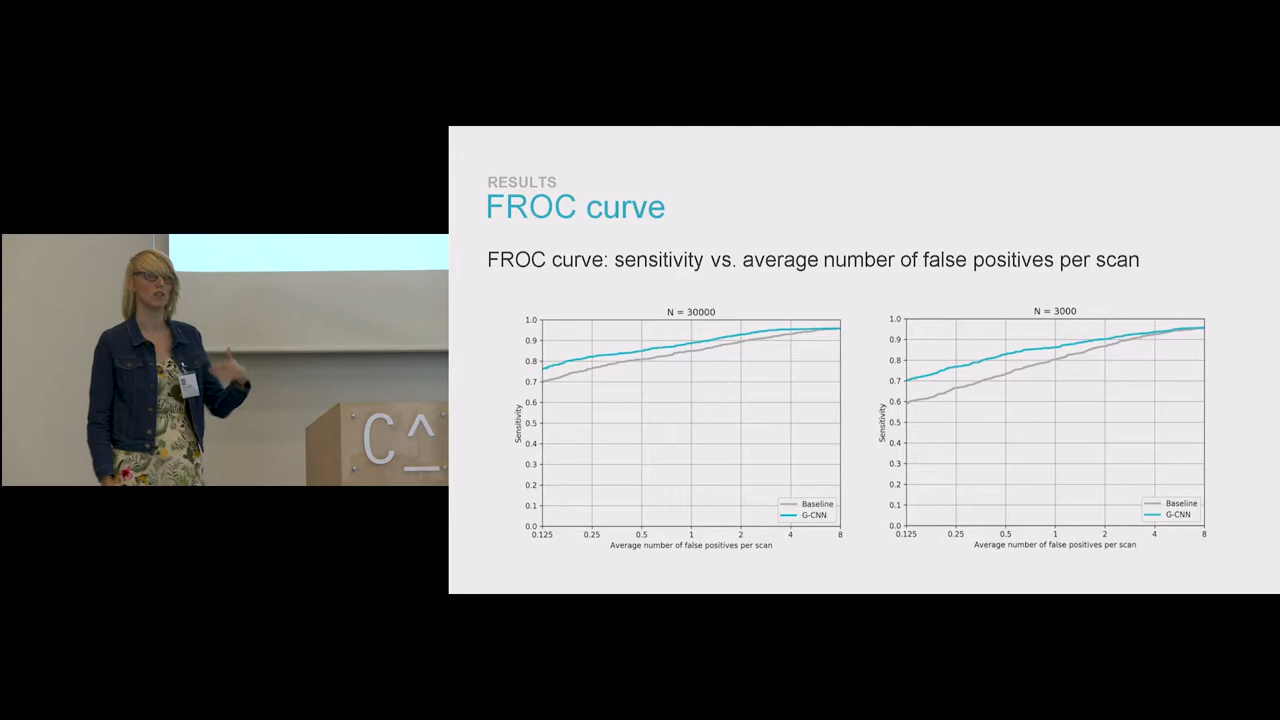 RESULTS
FROC curve
FROC curve: sensitivity vs. average number of false positives per scan
N = 30000
1.0
0.9
0.8
0.7
0.6
0.5
0.4
0.3
0.2
0.1
0.0
Sensitivity
Baseline
G-CNN
0.125 0.25 0.5 1 2 4 8
Average number of false positives per scan
N = 3000
1.0
0.9
0.8
0.7
0.6
0.5
0.4
0.3
0.2
0.1
0.0
Sensitivity
Baseline
G-CNN
0.125 0.25 0.5 1 2 4 8
Average number of false positives per scan